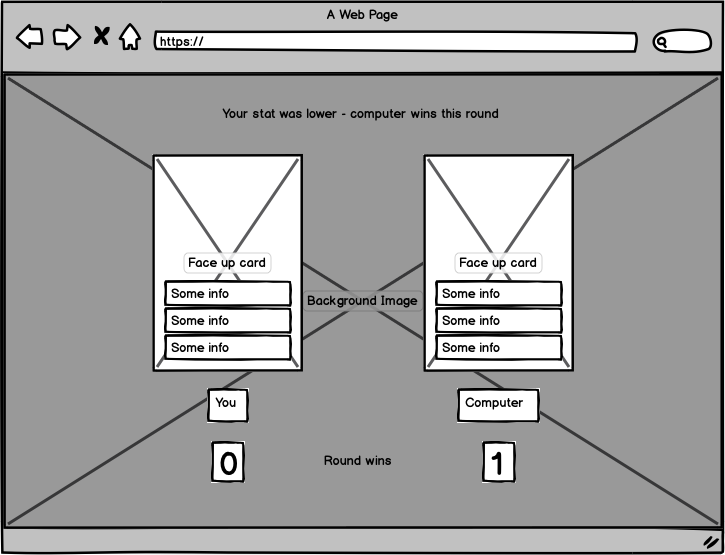 A Web Page
https://
Your stat was lower - computer wins this round
Face up card
Face up card
Some info
Some info
Background Image
Some info
Some info
Some info
Some info
You
Computer
0
Round wins
1